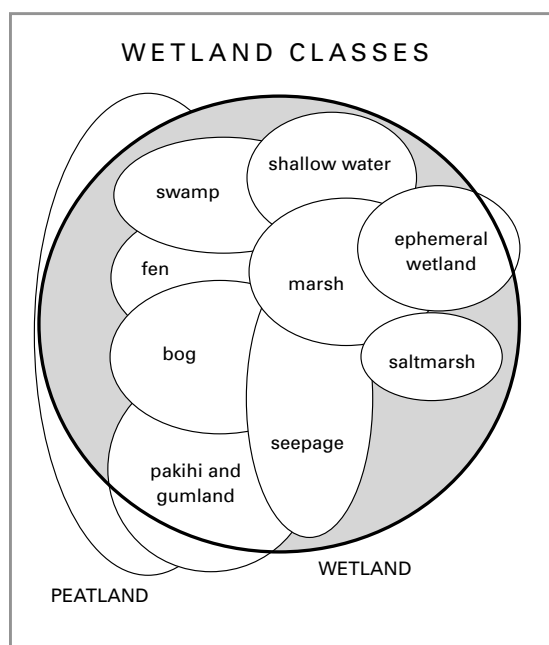 WETLAND CLASSES
shallow water
swamp
ephemeral
wetland
fen
marsh
bog
saltmarsh
seepage
pakihi and
gumland
WETLAND
PEATLAND